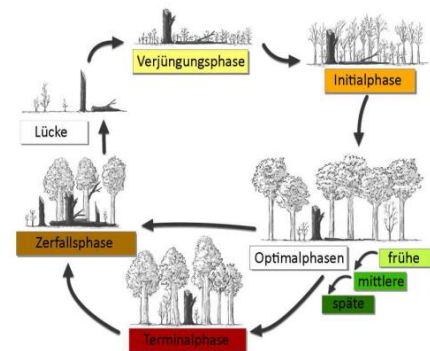 Verjüngungsphase
Initialphase
Lücke
Zerfallsphase
Optimalphasen
frühe
mittlere
späte
Terminalphase